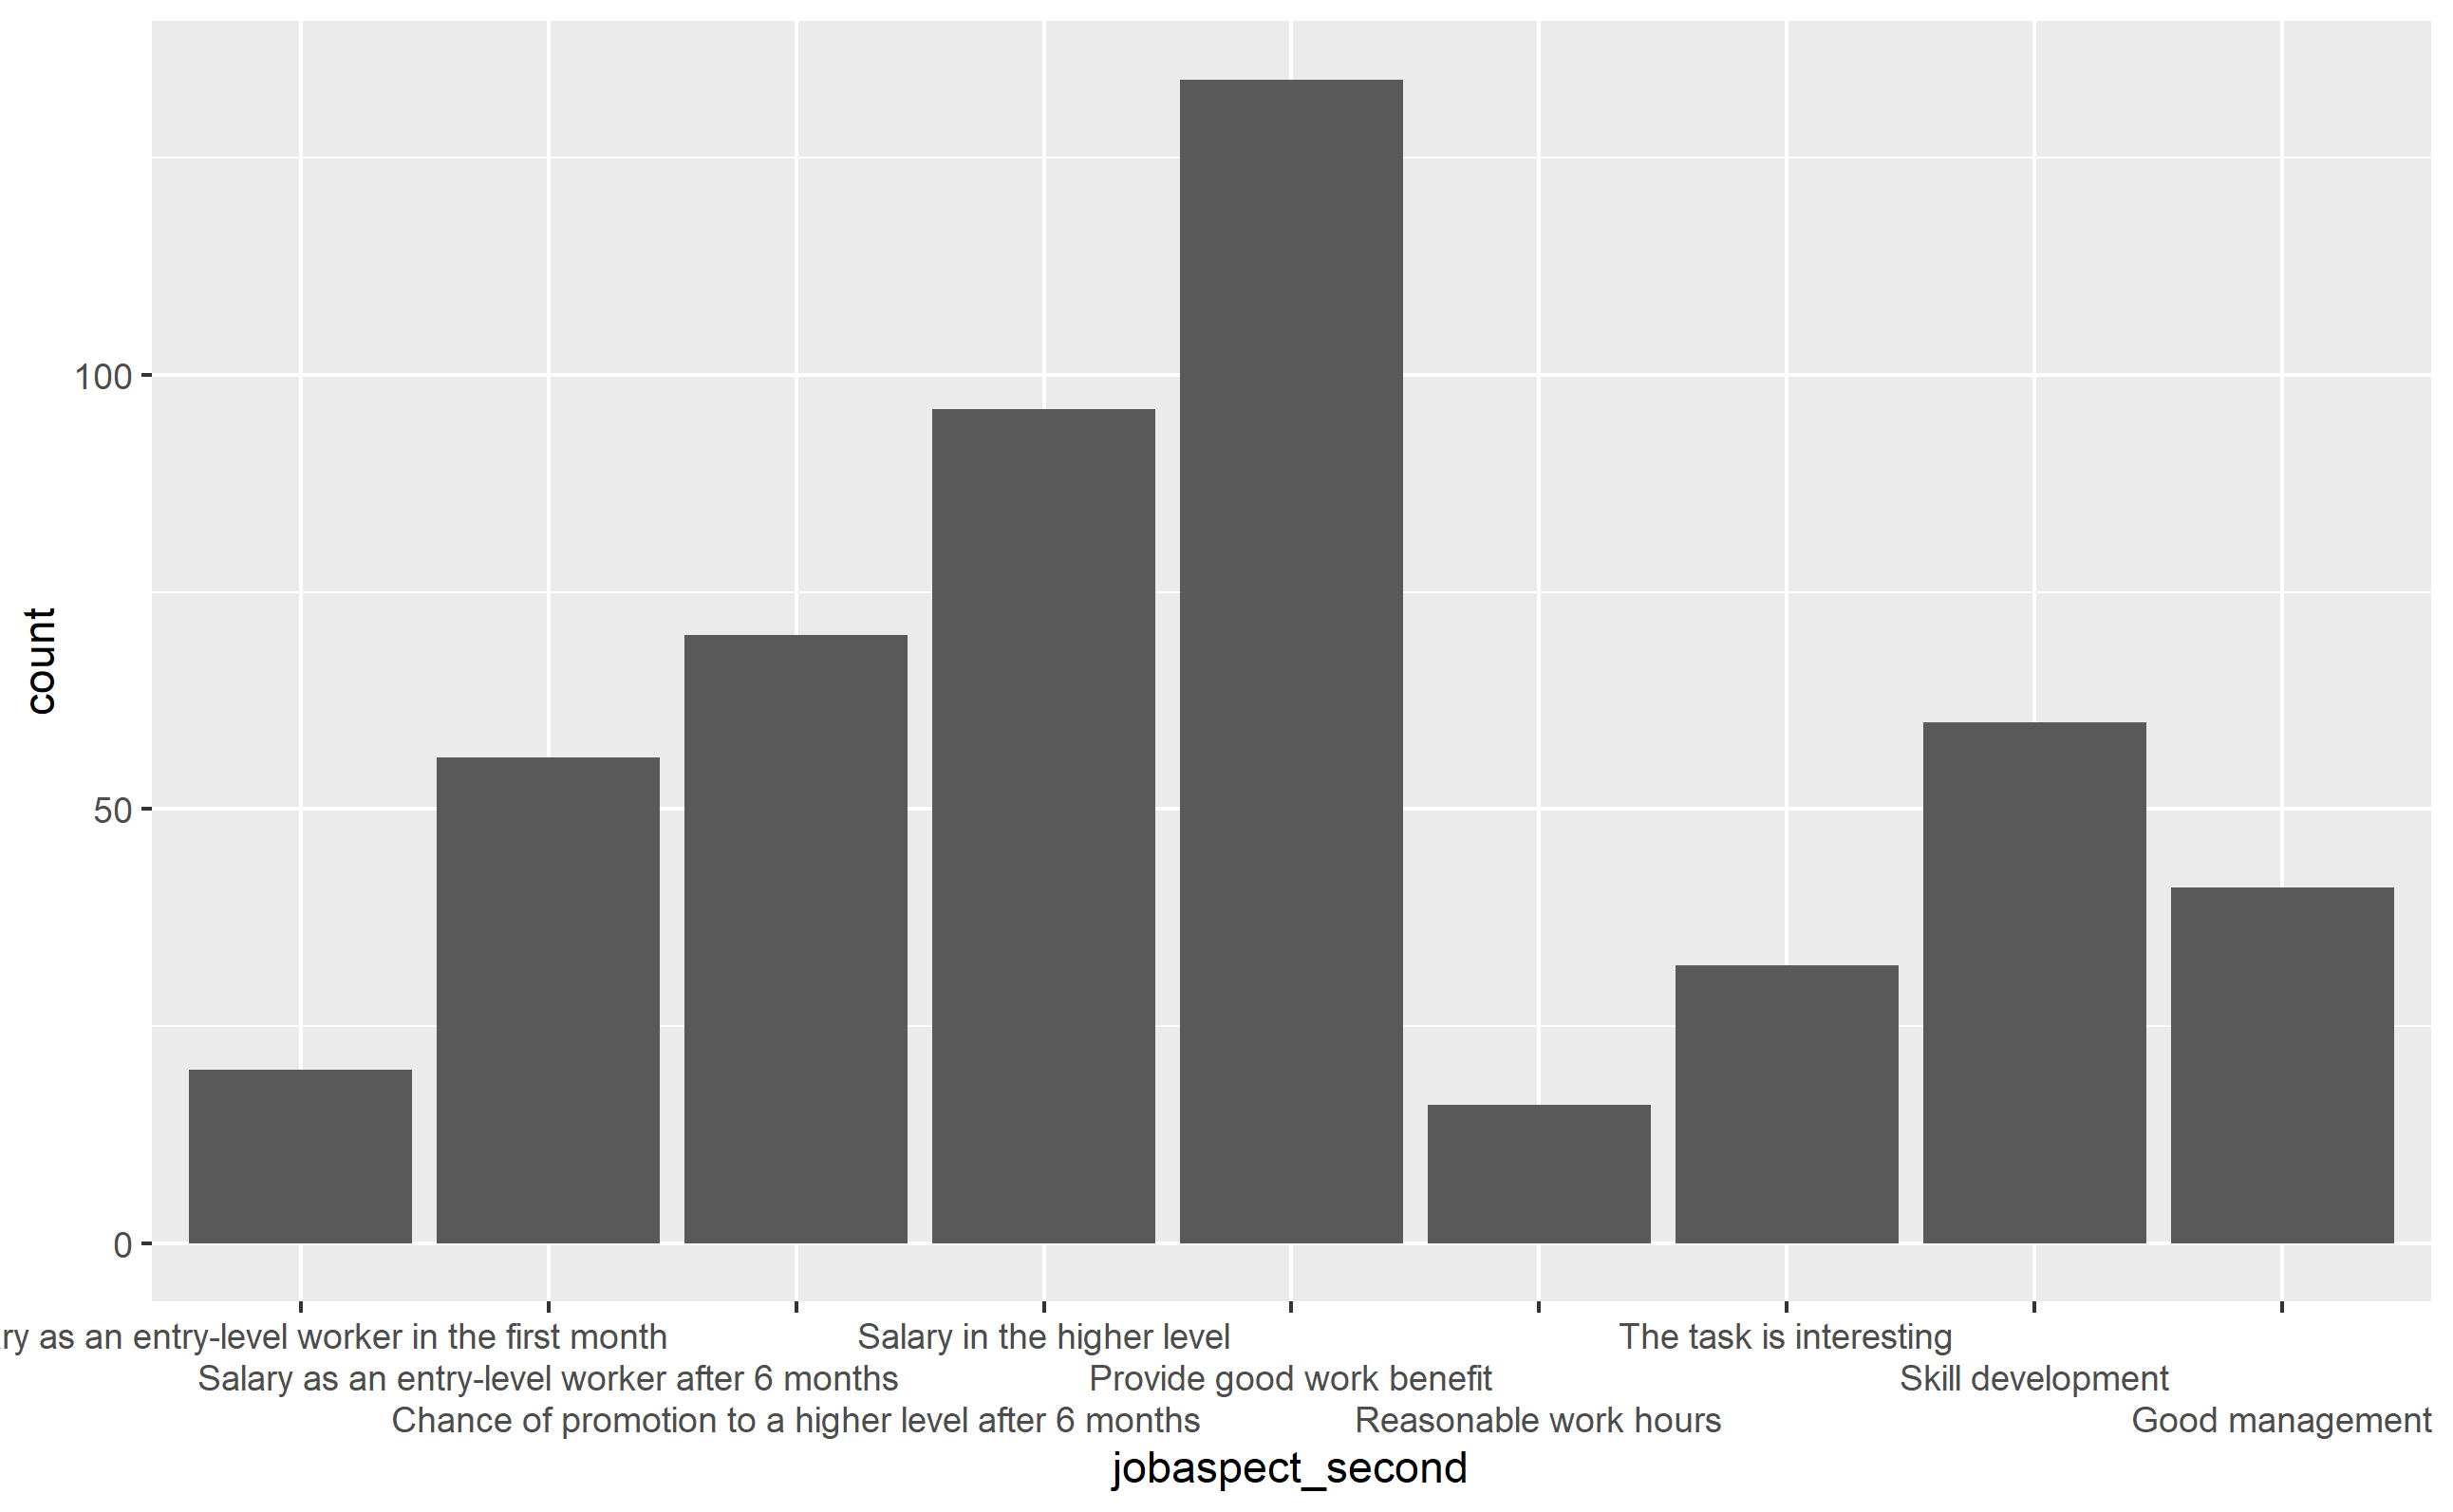 100
50
0
count
ry as an entry-level worker in the first month
Salary in the higher level
The task is interesting
Salary as an entry-level worker after 6 months
Provide good work benefit
Skill development
Chance of promotion to a higher level after 6 months
Reasonable work hours
Good management
jobaspect_second